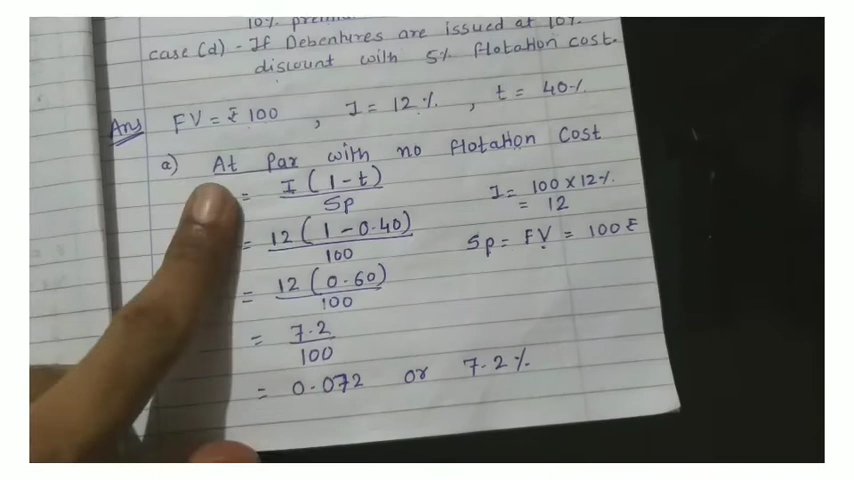 10% premiu
case (d) - If Debentures are issued at 10%
discount with 5% flotation cost.
Ans FV = ₹ 100 , I = 12 % , t = 40%
a) At Par with no flotation Cost
= I ( 1 - t ) / Sp I = 100 x 12%
= 12
= 12 ( 1 - 0.40) / 100 Sp = FV = 100 ₹
= 12 ( 0.60) / 100
= 7.2 / 100
= 0.072 or 7.2 %